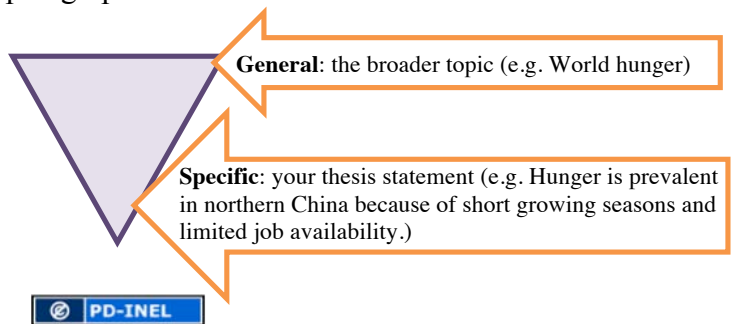 General: the broader topic (e.g. World hunger)
Specific: your thesis statement (e.g. Hunger is prevalent
in northern China because of short growing seasons and
limited job availability.)
PD-INEL